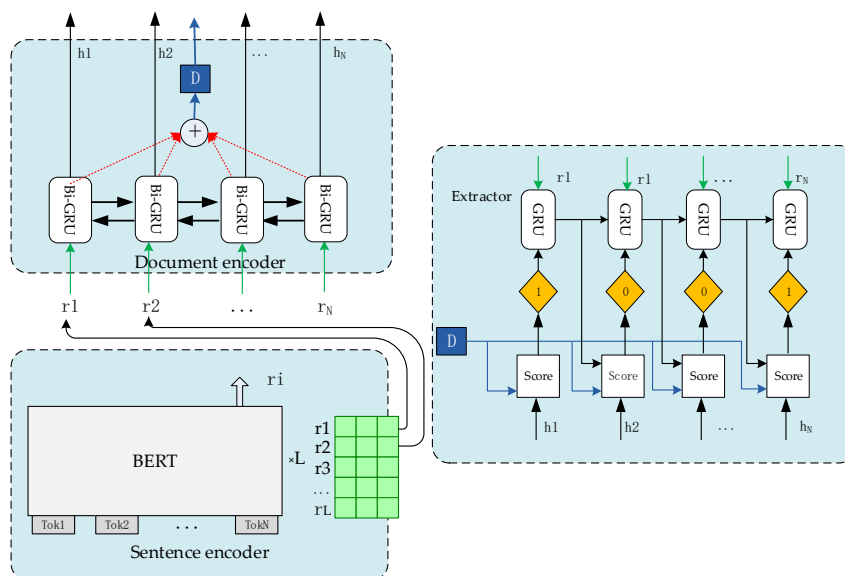 h1 h2 ... hN
D
+
Bi-GRU Bi-GRU Bi-GRU Bi-GRU
Document encoder
r1 r2 ... rN
ri
BERT
×L
r1
r2
r3
...
rL
Tok1 Tok2 ... TokN
Sentence encoder
Extractor
r1 r1 ... rN
GRU GRU GRU GRU
1 0 0 1
D
Score Score Score Score
h1 h2 ... hN